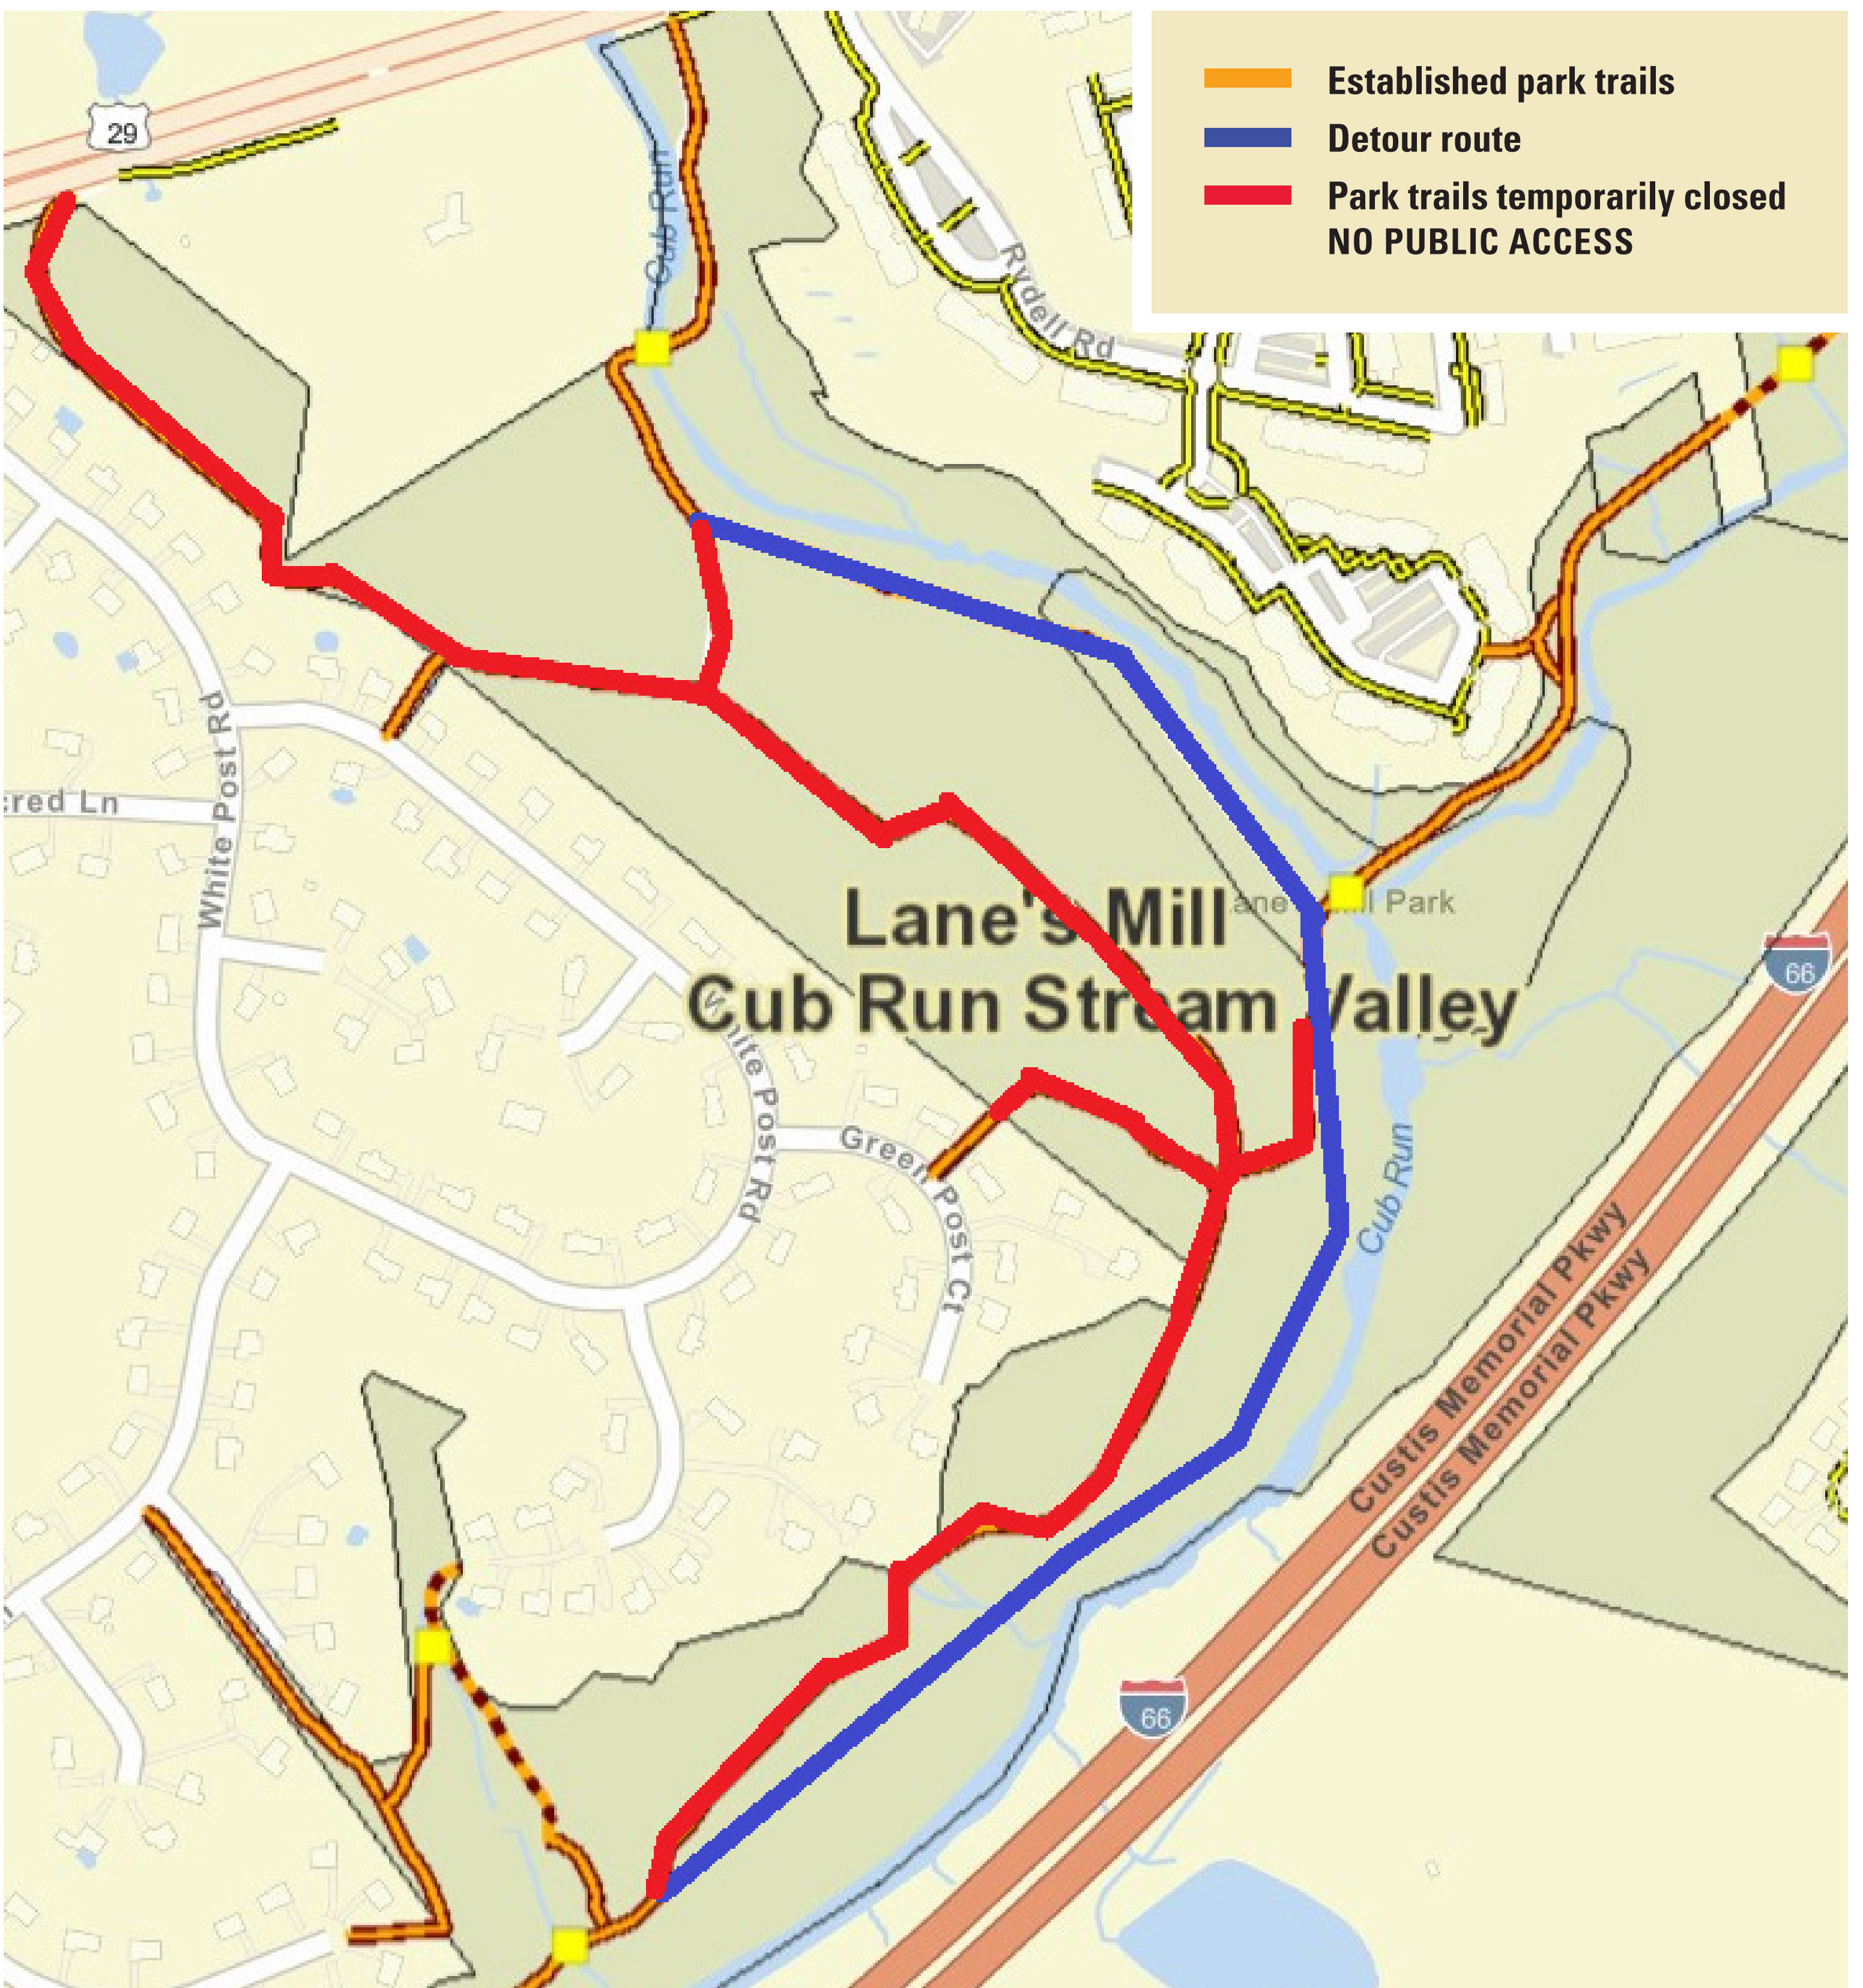 Established park trails
Detour route
Park trails temporarily closed
NO PUBLIC ACCESS
29
Cub Run
Rydell Rd
White Post Rd
cred Ln
Lane's Mill
Park
Cub Run Stream Valley
66
White Post Rd
Green Post Ct
Cub Run
Custis Memorial Pkwy
Custis Memorial Pkwy
66